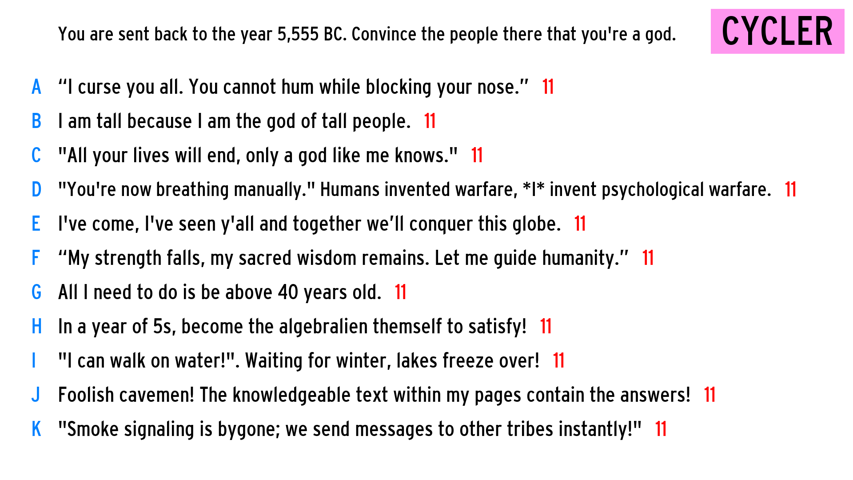 You are sent back to the year 5,555 BC. Convince the people there that you're a god.
CYCLER
A “I curse you all. You cannot hum while blocking your nose.” 11
B I am tall because I am the god of tall people. 11
C "All your lives will end, only a god like me knows." 11
D "You're now breathing manually." Humans invented warfare, *I* invent psychological warfare. 11
E I've come, I've seen y'all and together we’ll conquer this globe. 11
F “My strength falls, my sacred wisdom remains. Let me guide humanity.” 11
G All I need to do is be above 40 years old. 11
H In a year of 5s, become the algebralien themself to satisfy! 11
I "I can walk on water!". Waiting for winter, lakes freeze over! 11
J Foolish cavemen! The knowledgeable text within my pages contain the answers! 11
K "Smoke signaling is bygone; we send messages to other tribes instantly!" 11